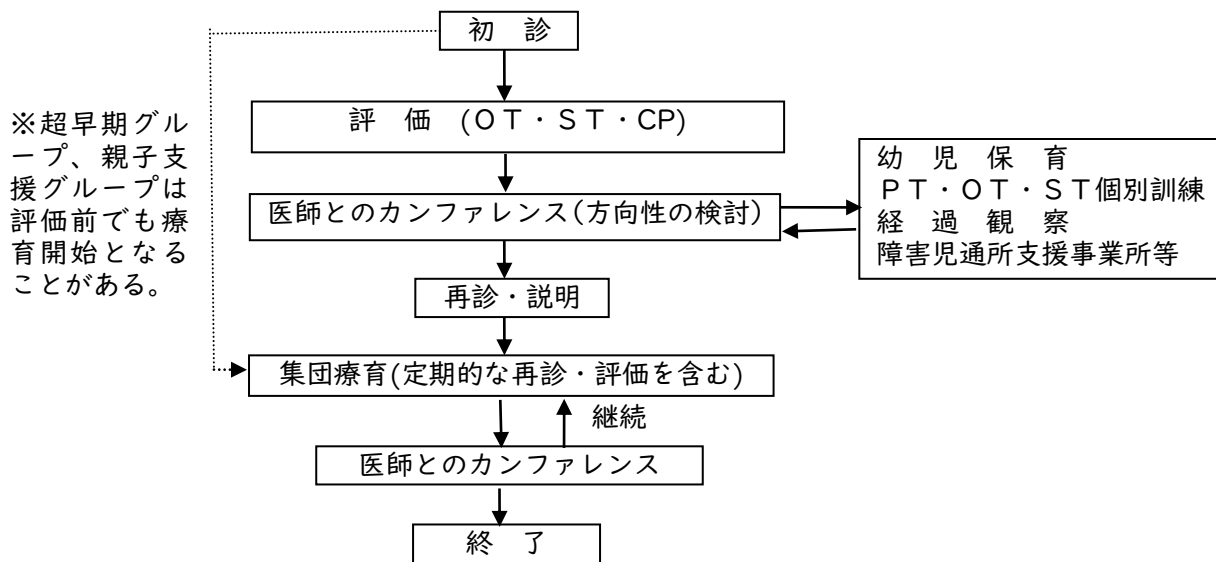 初　診
※超早期グル
ープ、親子支
援グループは
評価前でも療
育開始となる
ことがある。
評　価　(ＯＴ・ＳＴ・CP)
医師とのカンファレンス(方向性の検討)
幼　児　保　育
ＰＴ・ＯＴ・ＳＴ個別訓練
経　過　観　察
障害児通所支援事業所等
再診・説明
集団療育(定期的な再診・評価を含む)
継続
医師とのカンファレンス
終　了